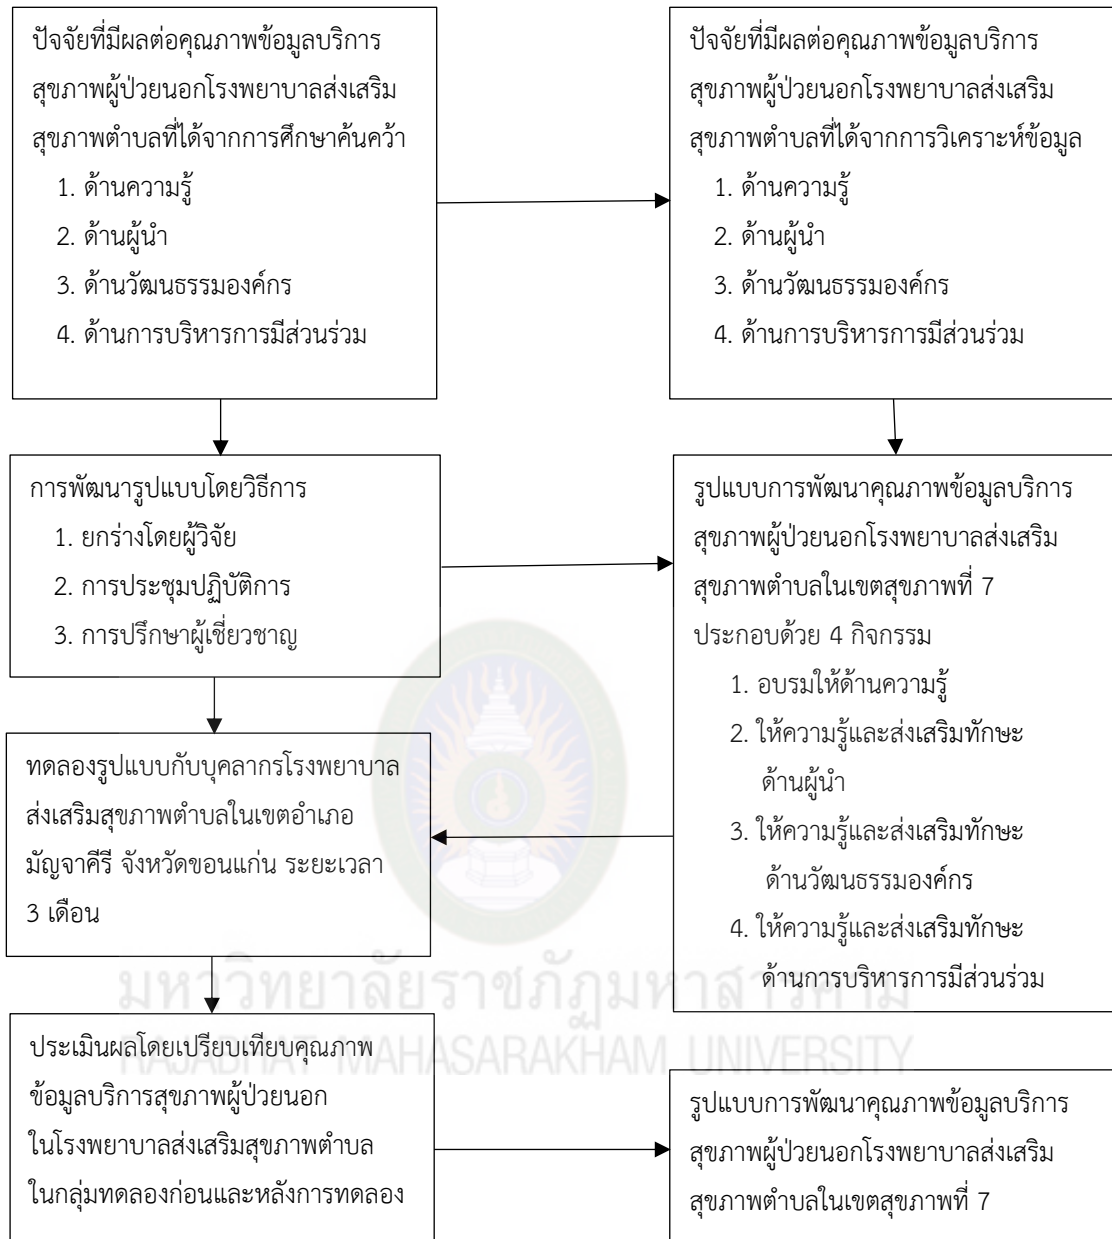 ปัจจัยที่มีผลต่อคุณภาพข้อมูลบริการ
สุขภาพผู้ป่วยนอกโรงพยาบาลส่งเสริม
สุขภาพตำบลที่ได้จากการศึกษาค้นคว้า
1. ด้านความรู้
2. ด้านผู้นำ
3. ด้านวัฒนธรรมองค์กร
4. ด้านการบริหารการมีส่วนร่วม
ปัจจัยที่มีผลต่อคุณภาพข้อมูลบริการ
สุขภาพผู้ป่วยนอกโรงพยาบาลส่งเสริม
สุขภาพตำบลที่ได้จากการวิเคราะห์ข้อมูล
1. ด้านความรู้
2. ด้านผู้นำ
3. ด้านวัฒนธรรมองค์กร
4. ด้านการบริหารการมีส่วนร่วม
การพัฒนารูปแบบโดยวิธีการ
1. ยกร่างโดยผู้วิจัย
2. การประชุมปฏิบัติการ
3. การปรึกษาผู้เชี่ยวชาญ
รูปแบบการพัฒนาคุณภาพข้อมูลบริการ
สุขภาพผู้ป่วยนอกโรงพยาบาลส่งเสริม
สุขภาพตำบลในเขตสุขภาพที่ 7
ประกอบด้วย 4 กิจกรรม
1. อบรมให้ด้านความรู้
2. ให้ความรู้และส่งเสริมทักษะ
ด้านผู้นำ
3. ให้ความรู้และส่งเสริมทักษะ
ด้านวัฒนธรรมองค์กร
4. ให้ความรู้และส่งเสริมทักษะ
ด้านการบริหารการมีส่วนร่วม
ทดลองรูปแบบกับบุคลากรโรงพยาบาล
ส่งเสริมสุขภาพตำบลในเขตอำเภอ
มัญจาคีรี จังหวัดขอนแก่น ระยะเวลา
3 เดือน
มหาวิทยาลัยราชภัฏมหาสารคาม
RAJABHAT MAHASARAKHAM UNIVERSITY
ประเมินผลโดยเปรียบเทียบคุณภาพ
ข้อมูลบริการสุขภาพผู้ป่วยนอก
ในโรงพยาบาลส่งเสริมสุขภาพตำบล
ในกลุ่มทดลองก่อนและหลังการทดลอง
รูปแบบการพัฒนาคุณภาพข้อมูลบริการ
สุขภาพผู้ป่วยนอกโรงพยาบาลส่งเสริม
สุขภาพตำบลในเขตสุขภาพที่ 7